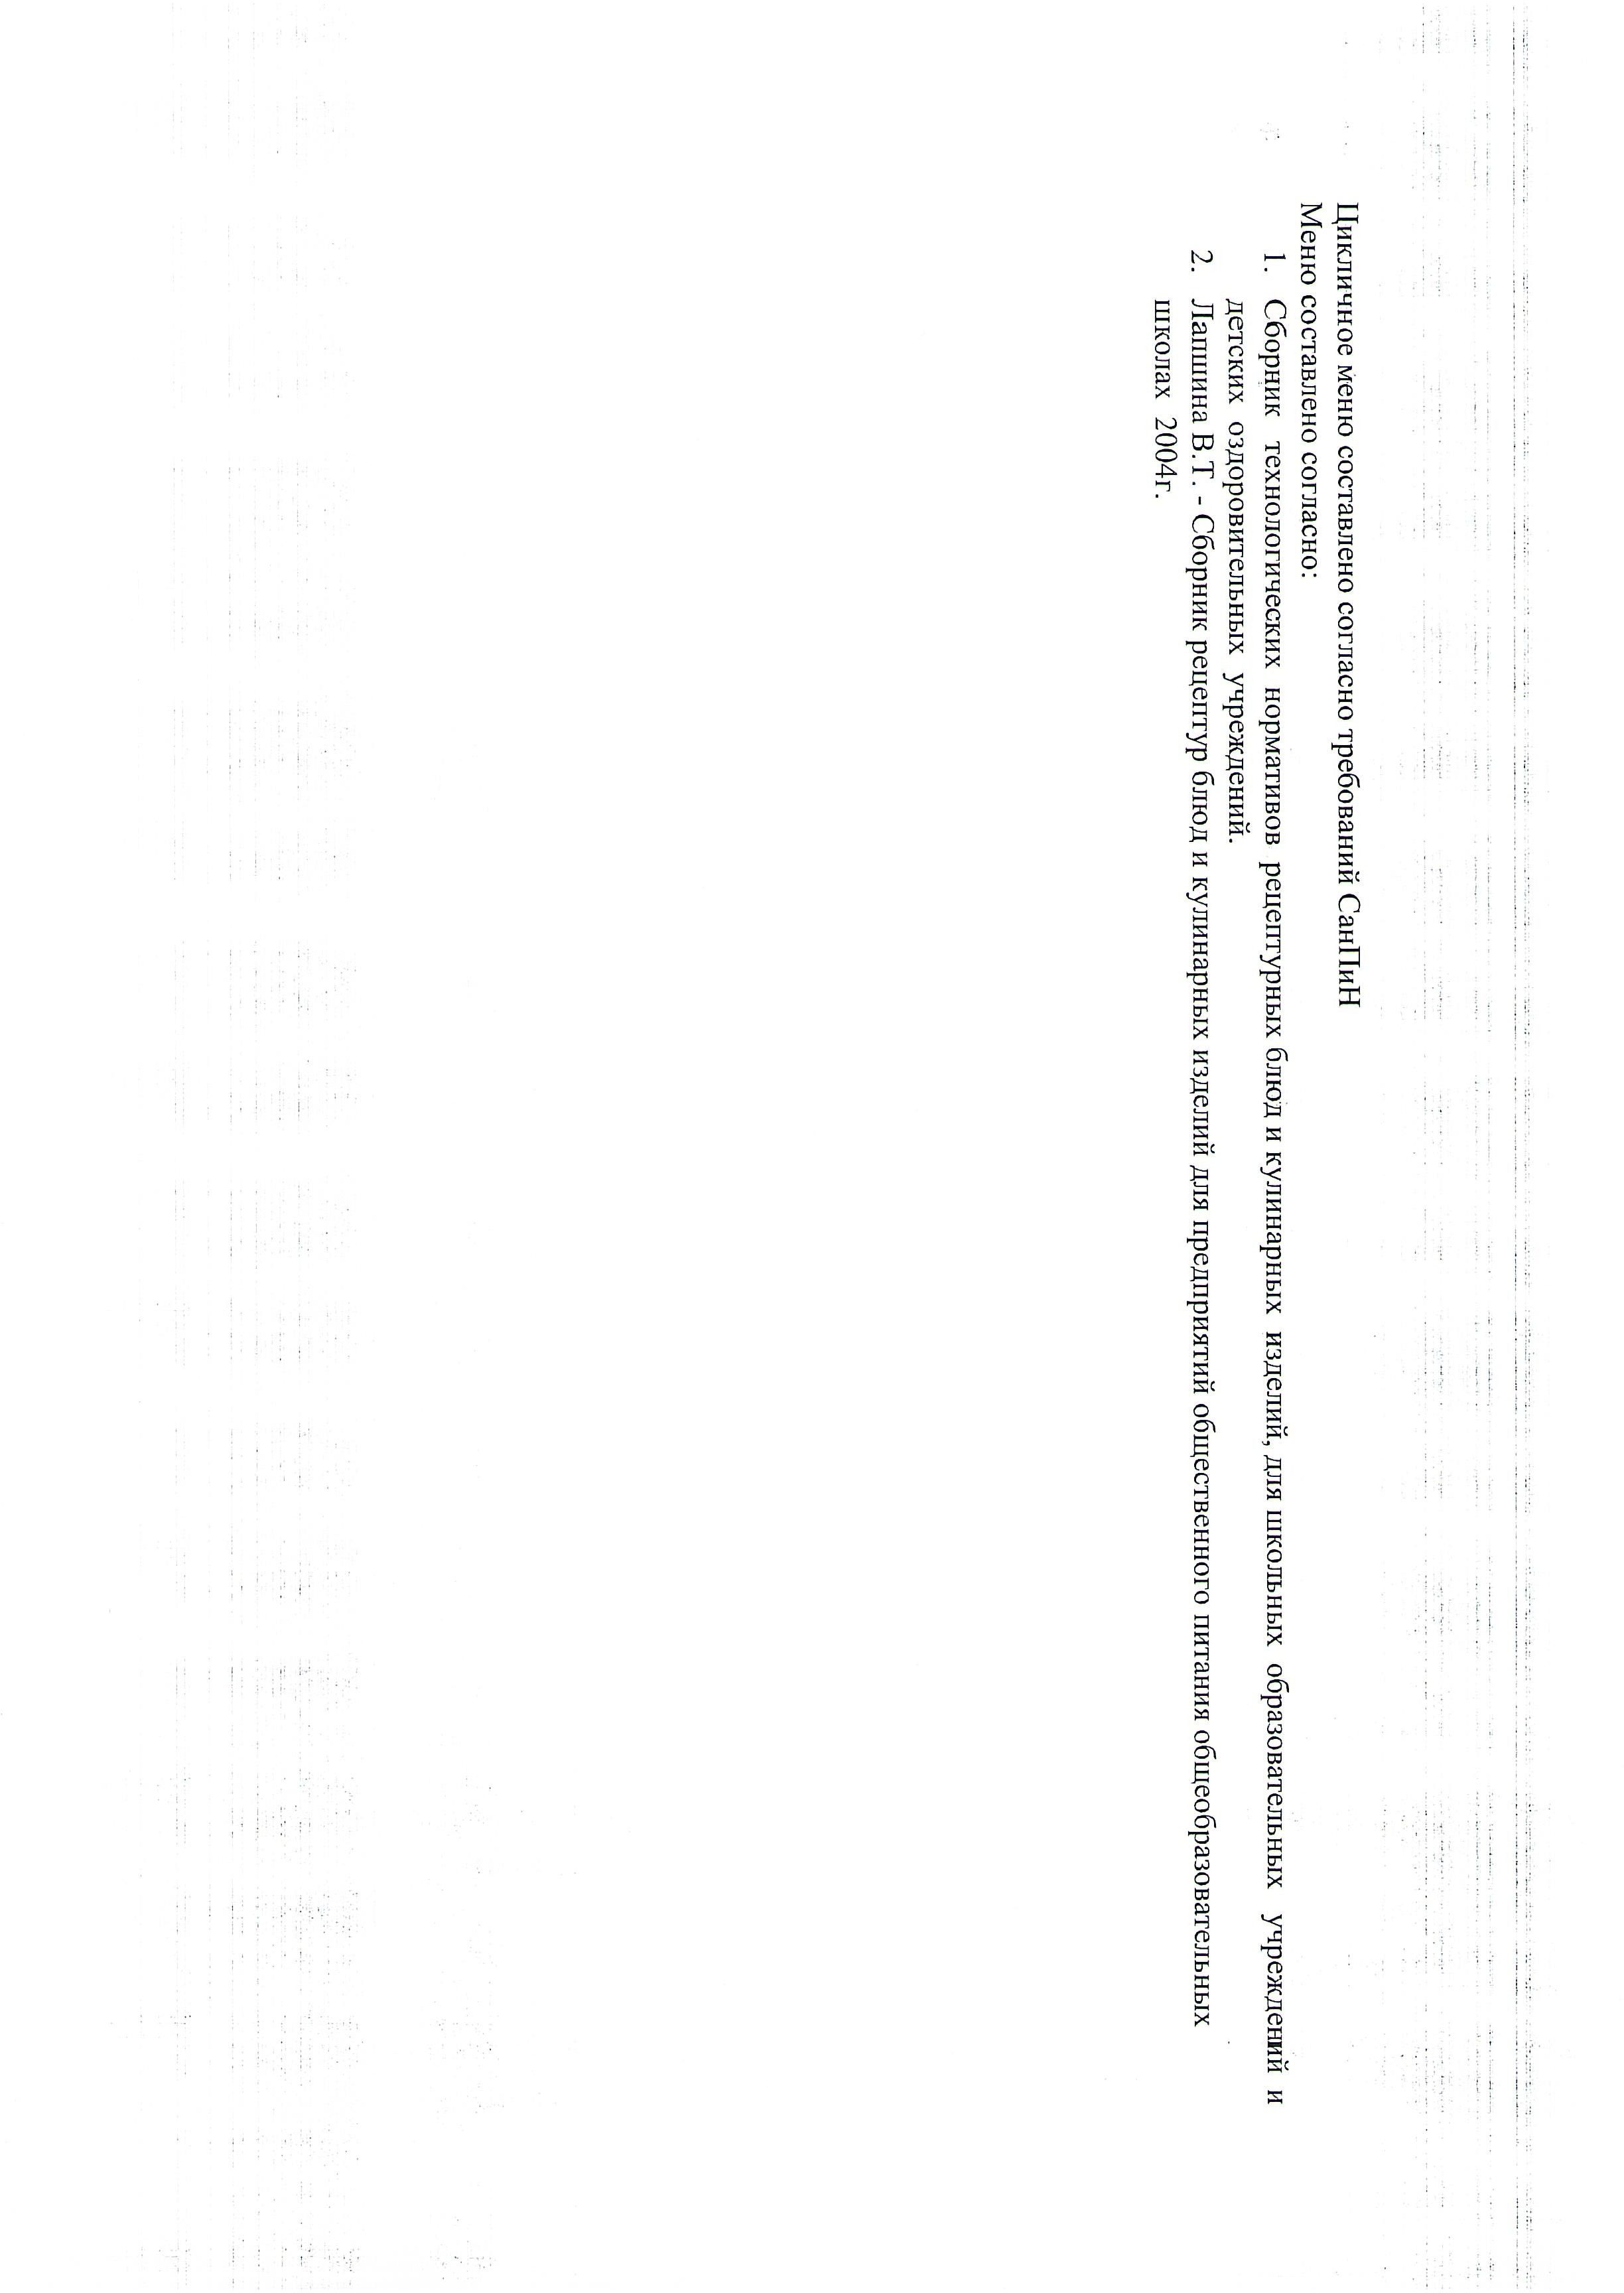 Цикличное меню составлено согласно требований СанПиН
Меню составлено согласно:
1. Сборник технологических нормативов рецептурных блюд и кулинарных изделий, для школьных образовательных учреждений и
детских оздоровительных учреждений.
2. Лапшина В.Т. - Сборник рецептур блюд и кулинарных изделий для предприятий общественного питания общеобразовательных
школах 2004г.